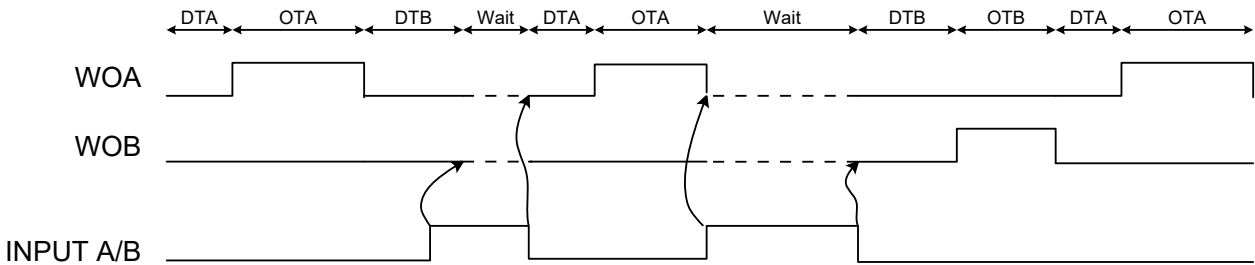 DTA OTA DTB Wait DTA OTA Wait DTB OTB DTA OTA
WOA
WOB
INPUT A/B